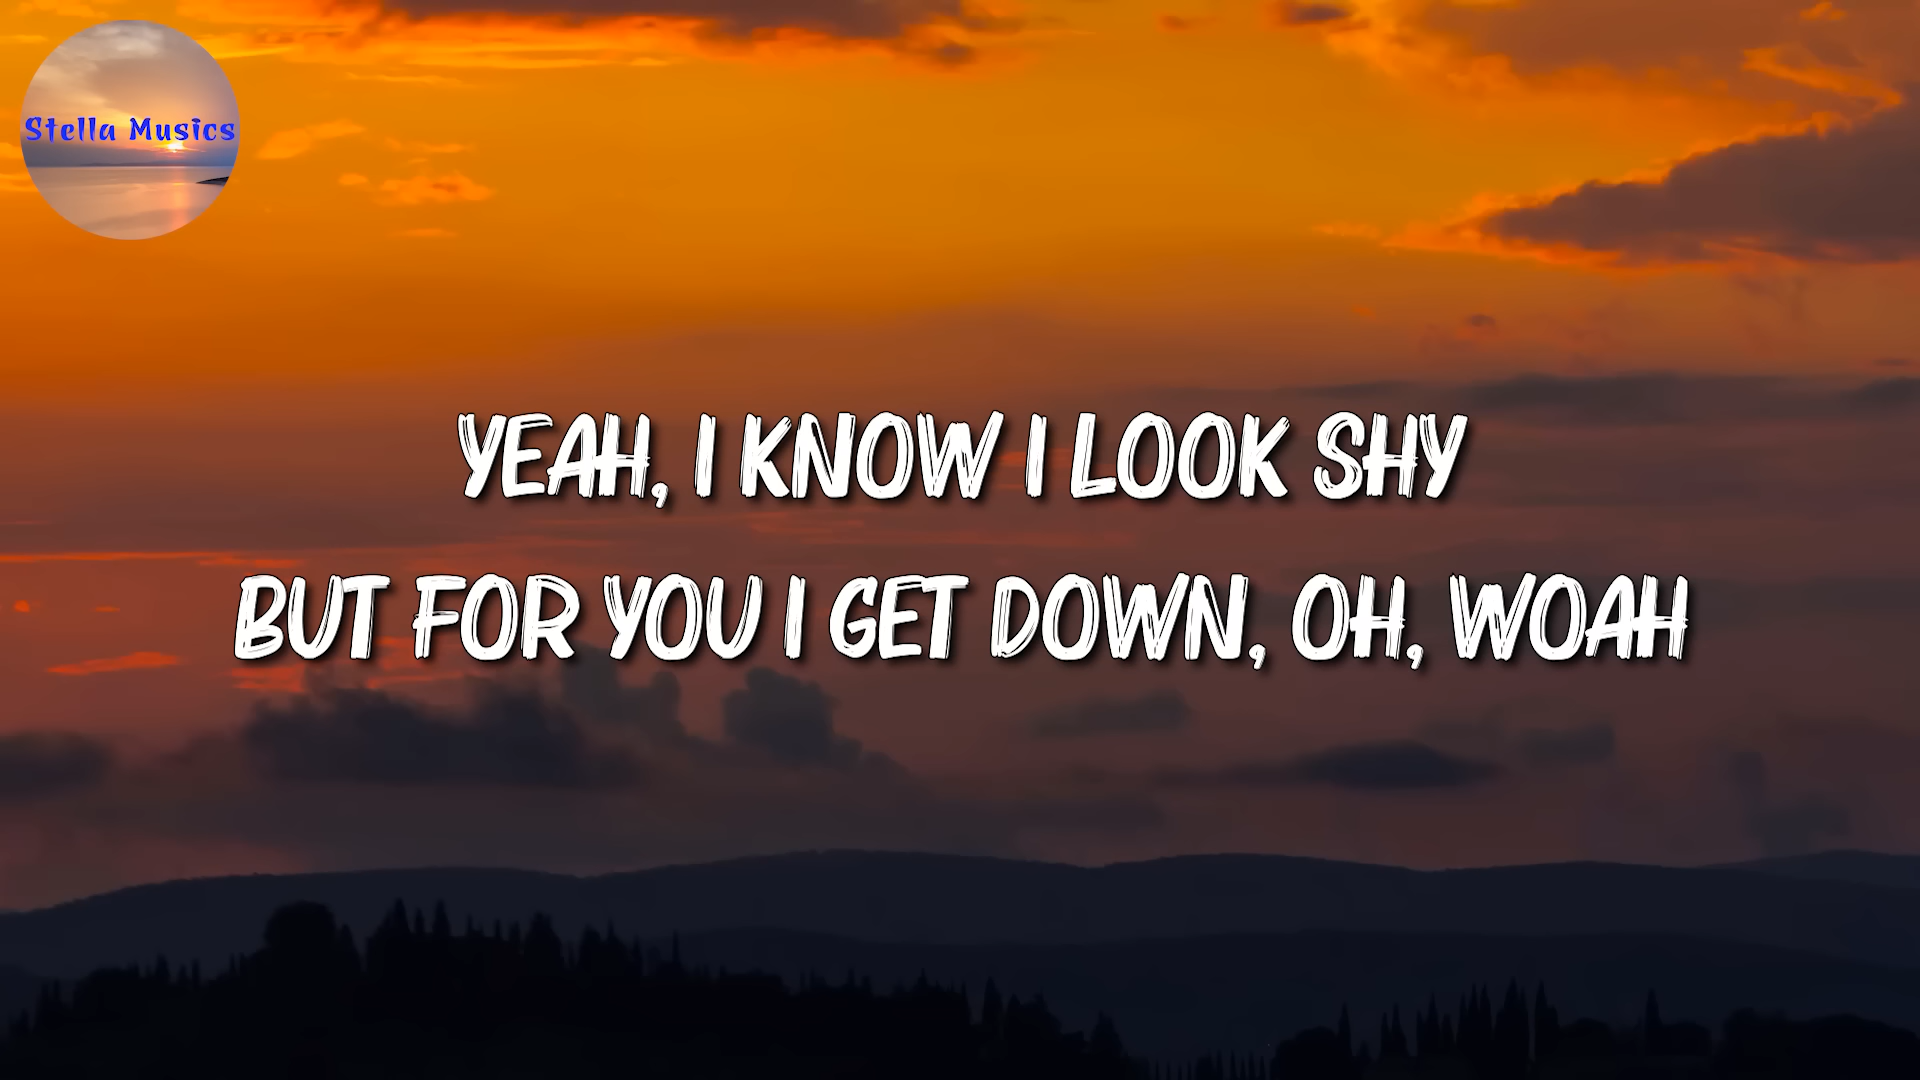 Stella Musics
YEAH, I KNOW I LOOK SHY
BUT FOR YOU I GET DOWN, OH, WOAH